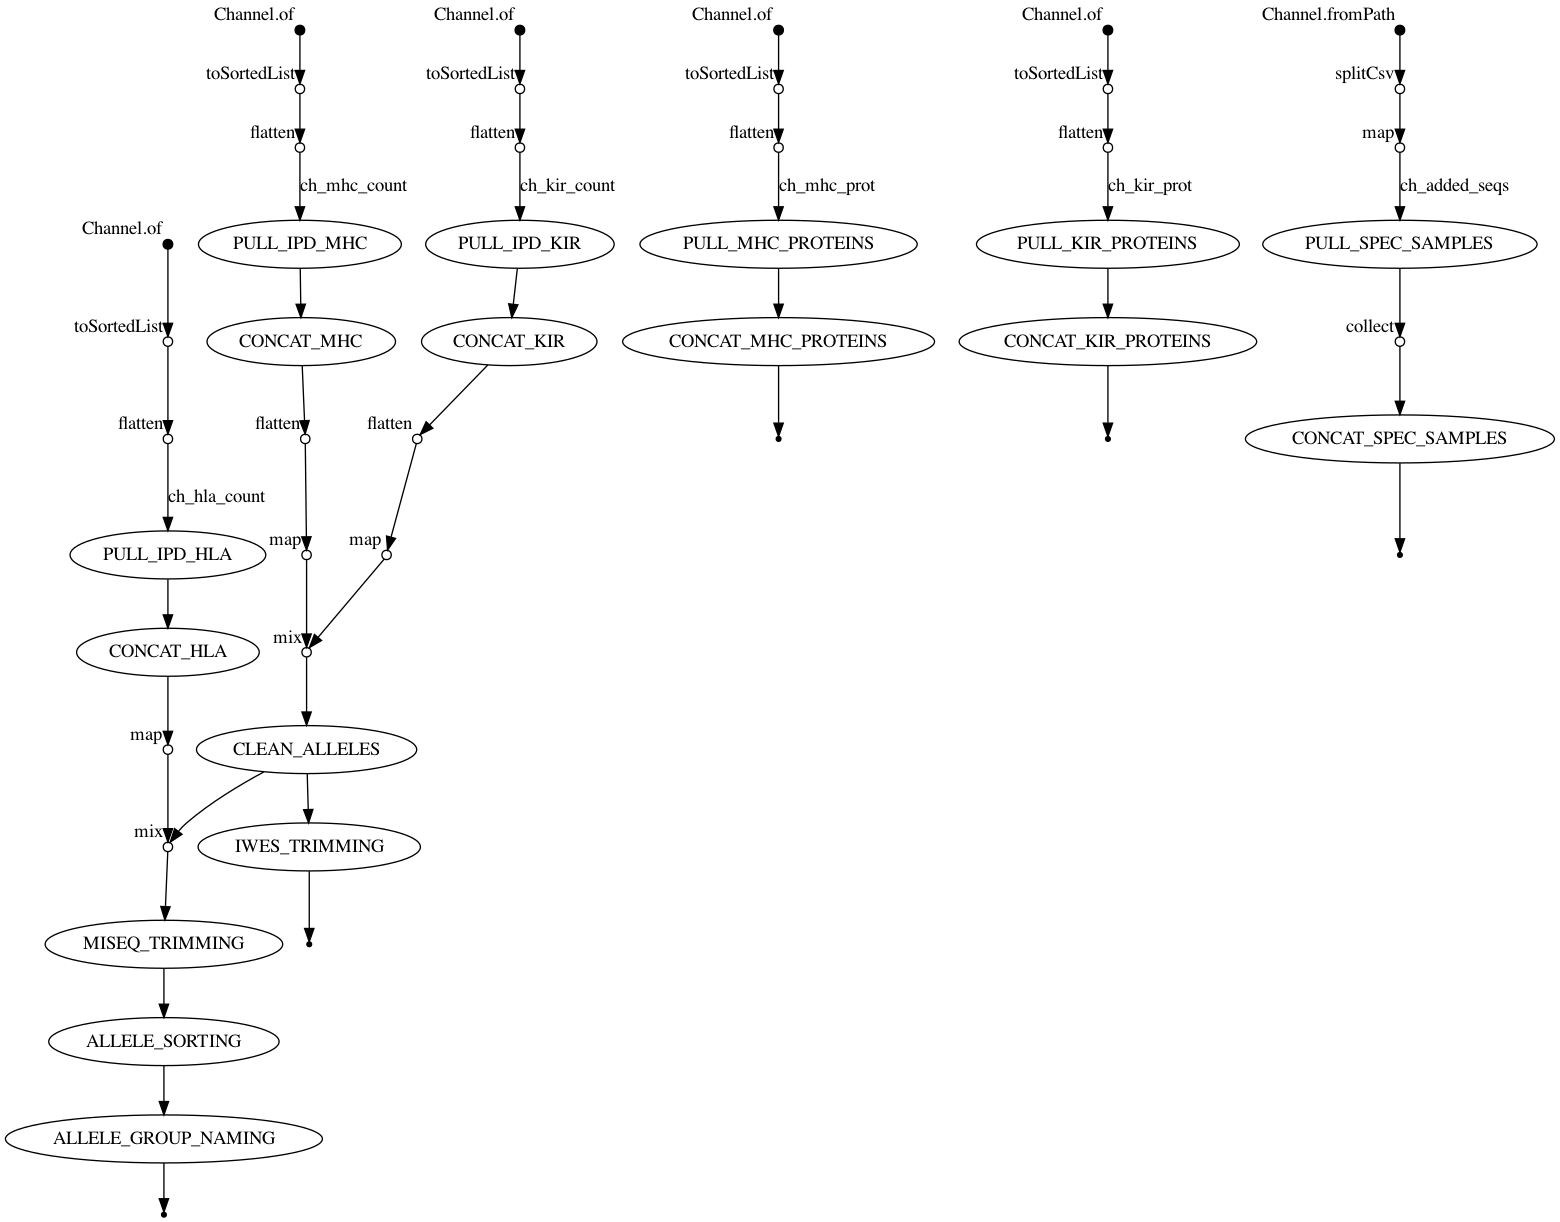 Channel.of
Channel.of
Channel.of
Channel.of
Channel.fromPath
toSortedList
toSortedList
toSortedList
toSortedList
splitCsv
flatten
flatten
flatten
flatten
map
ch_mhc_count
ch_kir_count
ch_mhc_prot
ch_kir_prot
ch_added_seqs
Channel.of
PULL_IPD_MHC
PULL_IPD_KIR
PULL_MHC_PROTEINS
PULL_KIR_PROTEINS
PULL_SPEC_SAMPLES
toSortedList
CONCAT_MHC
CONCAT_KIR
CONCAT_MHC_PROTEINS
CONCAT_KIR_PROTEINS
collect
flatten
flatten
flatten
CONCAT_SPEC_SAMPLES
ch_hla_count
PULL_IPD_HLA
map
map
CONCAT_HLA
mix
map
CLEAN_ALLELES
mix
IWES_TRIMMING
MISEQ_TRIMMING
ALLELE_SORTING
ALLELE_GROUP_NAMING